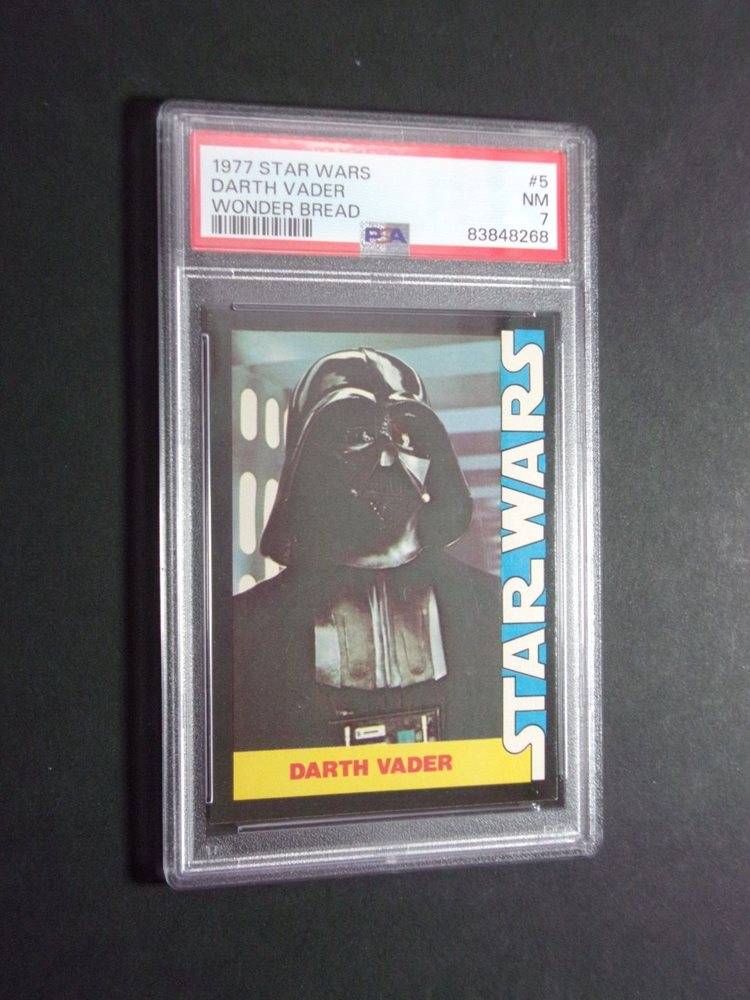 1977 STAR WARS #5
DARTH VADER NM
WONDER BREAD 7
PSA 83848268
STAR WARS
DARTH VADER